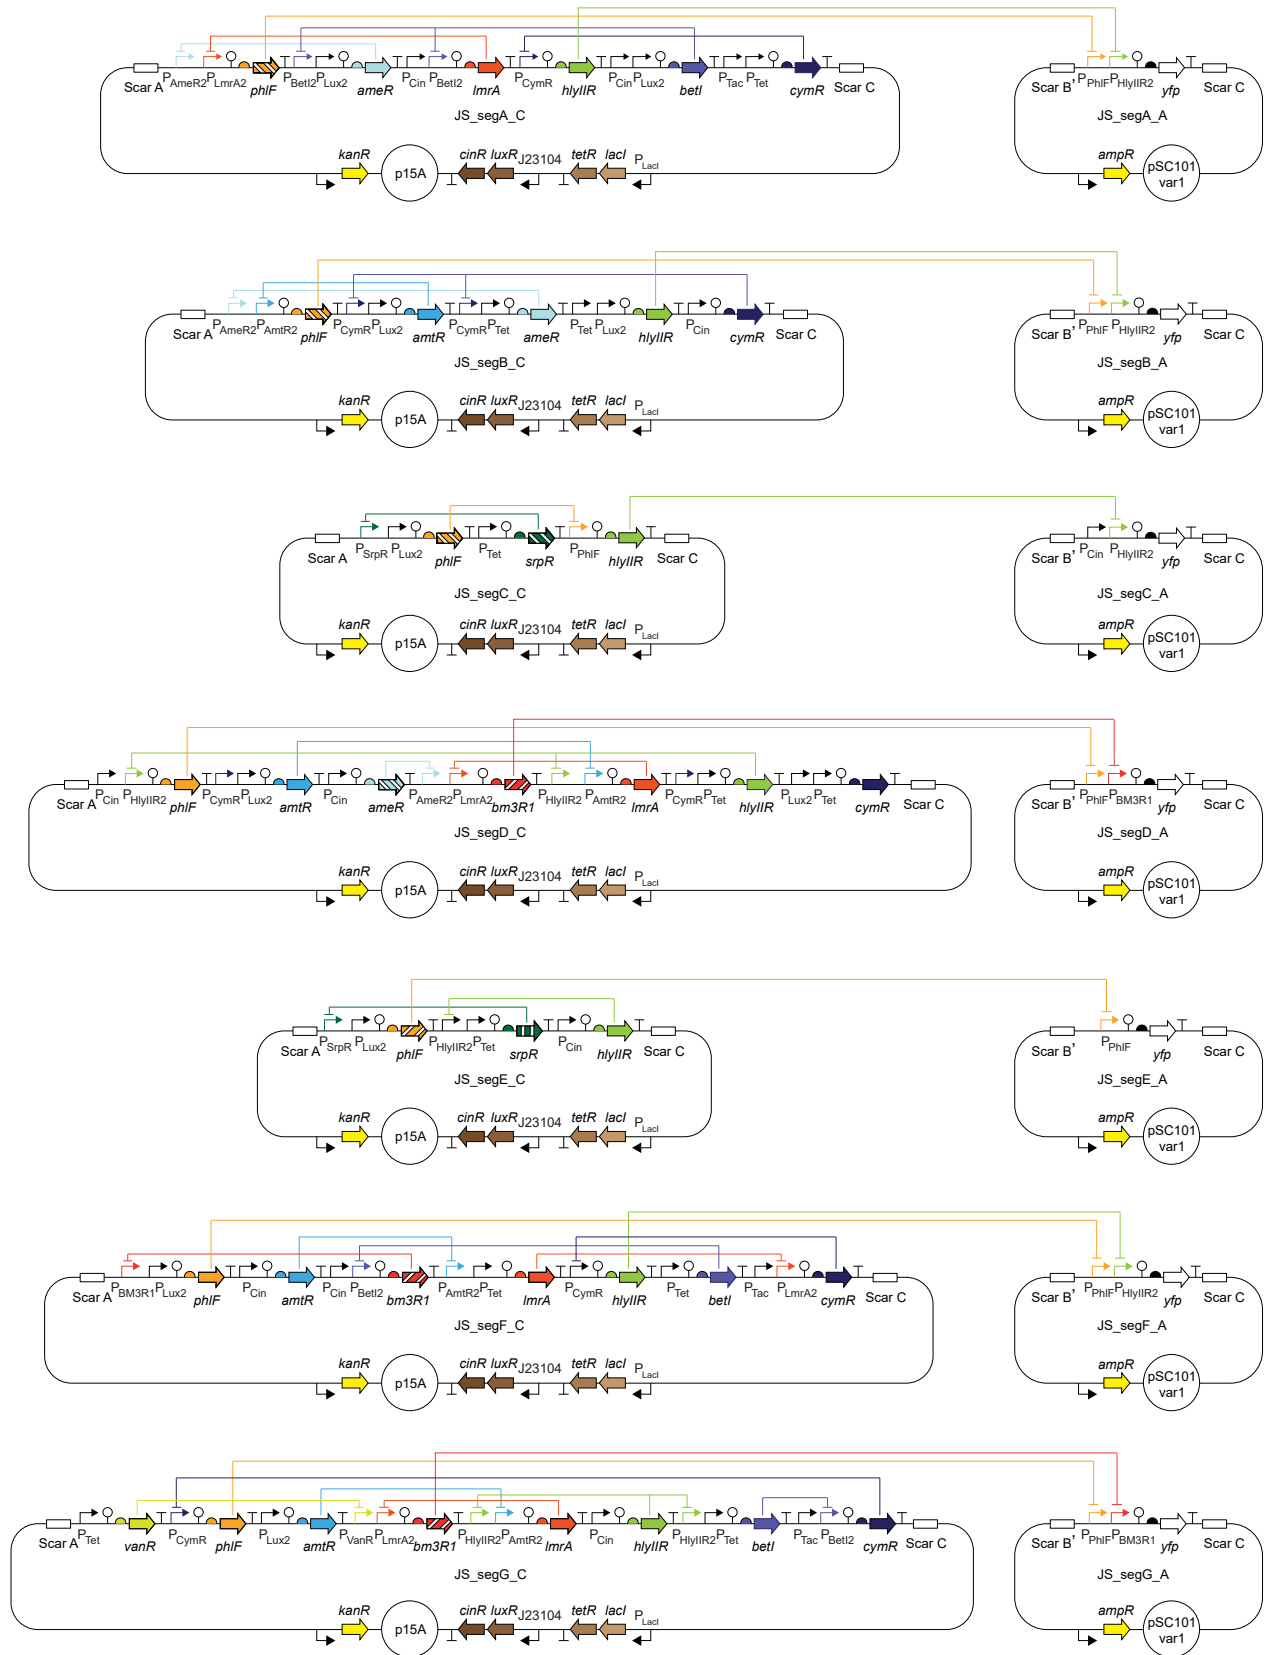 Scar A PAmeR2 PLmrA2 phlF PBetI2 PLux2 ameR PCin PBetI2 lmrA PCymR hlyIIR PCin PLux2 betI PTac PTet cymR Scar C
Scar B' PPhlF PHlyIIR2 yfp Scar C
JS_segA_C
JS_segA_A
kanR p15A cinR luxR J23104 tetR lacI PLacI
ampR pSC101 var1
Scar A PAmeR2 PAmtR2 phlF PCymR PLux2 amtR PCymR PTet ameR PTet PLux2 hlyIIR PCin cymR Scar C
Scar B' PPhlF PHlyIIR2 yfp Scar C
JS_segB_C
JS_segB_A
kanR p15A cinR luxR J23104 tetR lacI PLacI
ampR pSC101 var1
Scar A PSrpR PLux2 phlF PTet srpR PPhlF hlyIIR Scar C
Scar B' PCin PHlyIIR2 yfp Scar C
JS_segC_C
JS_segC_A
kanR p15A cinR luxR J23104 tetR lacI PLacI
ampR pSC101 var1
Scar A PCin PHlyIIR2 phlF PCymR PLux2 amtR PCin ameR PAmeR2 PLmrA2 bm3R1 PHlyIIR2 PAmtR2 lmrA PCymR PTet hlyIIR PLux2 PTet cymR Scar C
Scar B' PPhlF PBM3R1 yfp Scar C
JS_segD_C
JS_segD_A
kanR p15A cinR luxR J23104 tetR lacI PLacI
ampR pSC101 var1
Scar A PSrpR PLux2 phlF PHlyIIR2 PTet srpR PCin hlyIIR Scar C
Scar B' PPhlF yfp Scar C
JS_segE_C
JS_segE_A
kanR p15A cinR luxR J23104 tetR lacI PLacI
ampR pSC101 var1
Scar A PBM3R1 PLux2 phlF PCin amtR PCin PBetI2 bm3R1 PAmtR2 PTet lmrA PCymR hlyIIR PTet betI PTac PLmrA2 cymR Scar C
Scar B' PPhlF PHlyIIR2 yfp Scar C
JS_segF_C
JS_segF_A
kanR p15A cinR luxR J23104 tetR lacI PLacI
ampR pSC101 var1
Scar A PTet vanR PCymR phlF PLux2 amtR PVanR PLmrA2 bm3R1 PHlyIIR2 PAmtR2 lmrA PCin hlyIIR PHlyIIR2 PTet betI PTac PBetI2 cymR Scar C
Scar B' PPhlF PBM3R1 yfp Scar C
JS_segG_C
JS_segG_A
kanR p15A cinR luxR J23104 tetR lacI PLacI
ampR pSC101 var1